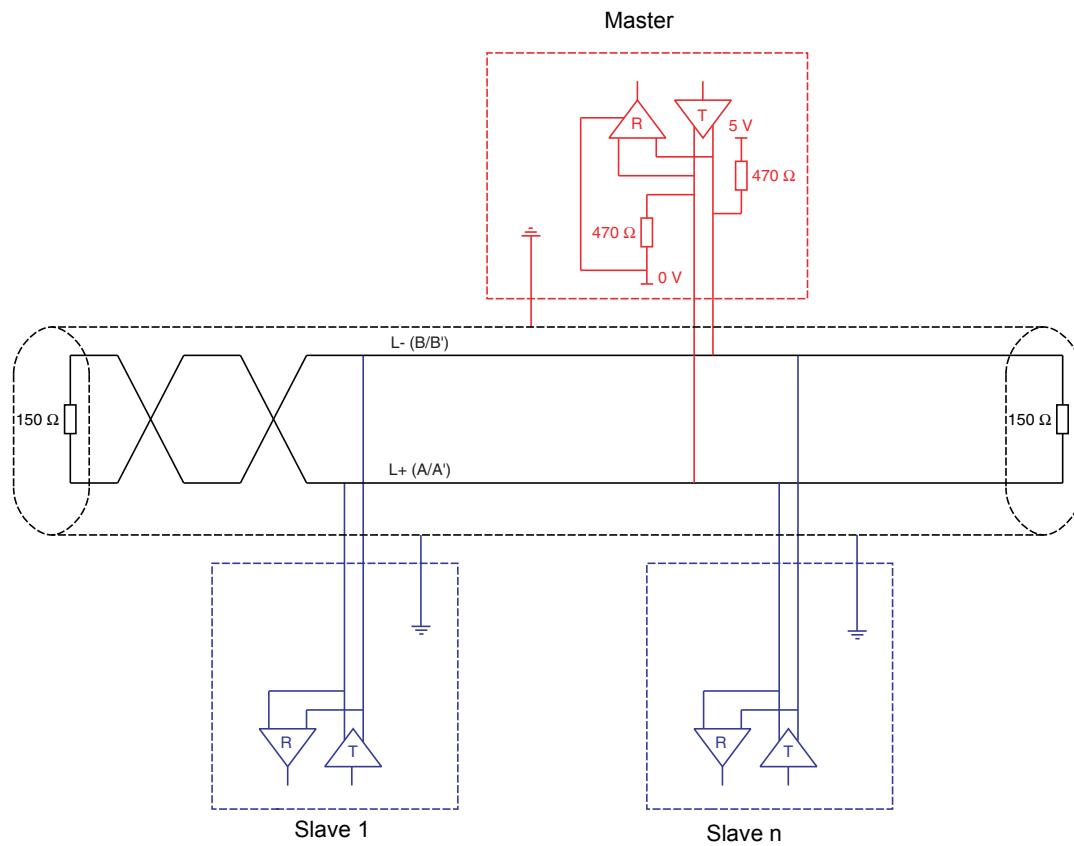 Master
R
T
5 V
470 Ω
470 Ω
0 V
L- (B/B')
150 Ω
150 Ω
L+ (A/A')
R
T
R
T
Slave 1
Slave n